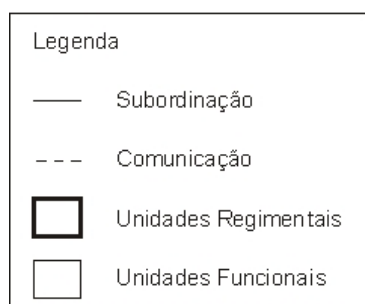 Legenda
Subordinação
Comunicação
Unidades Regimentais
Unidades Funcionais